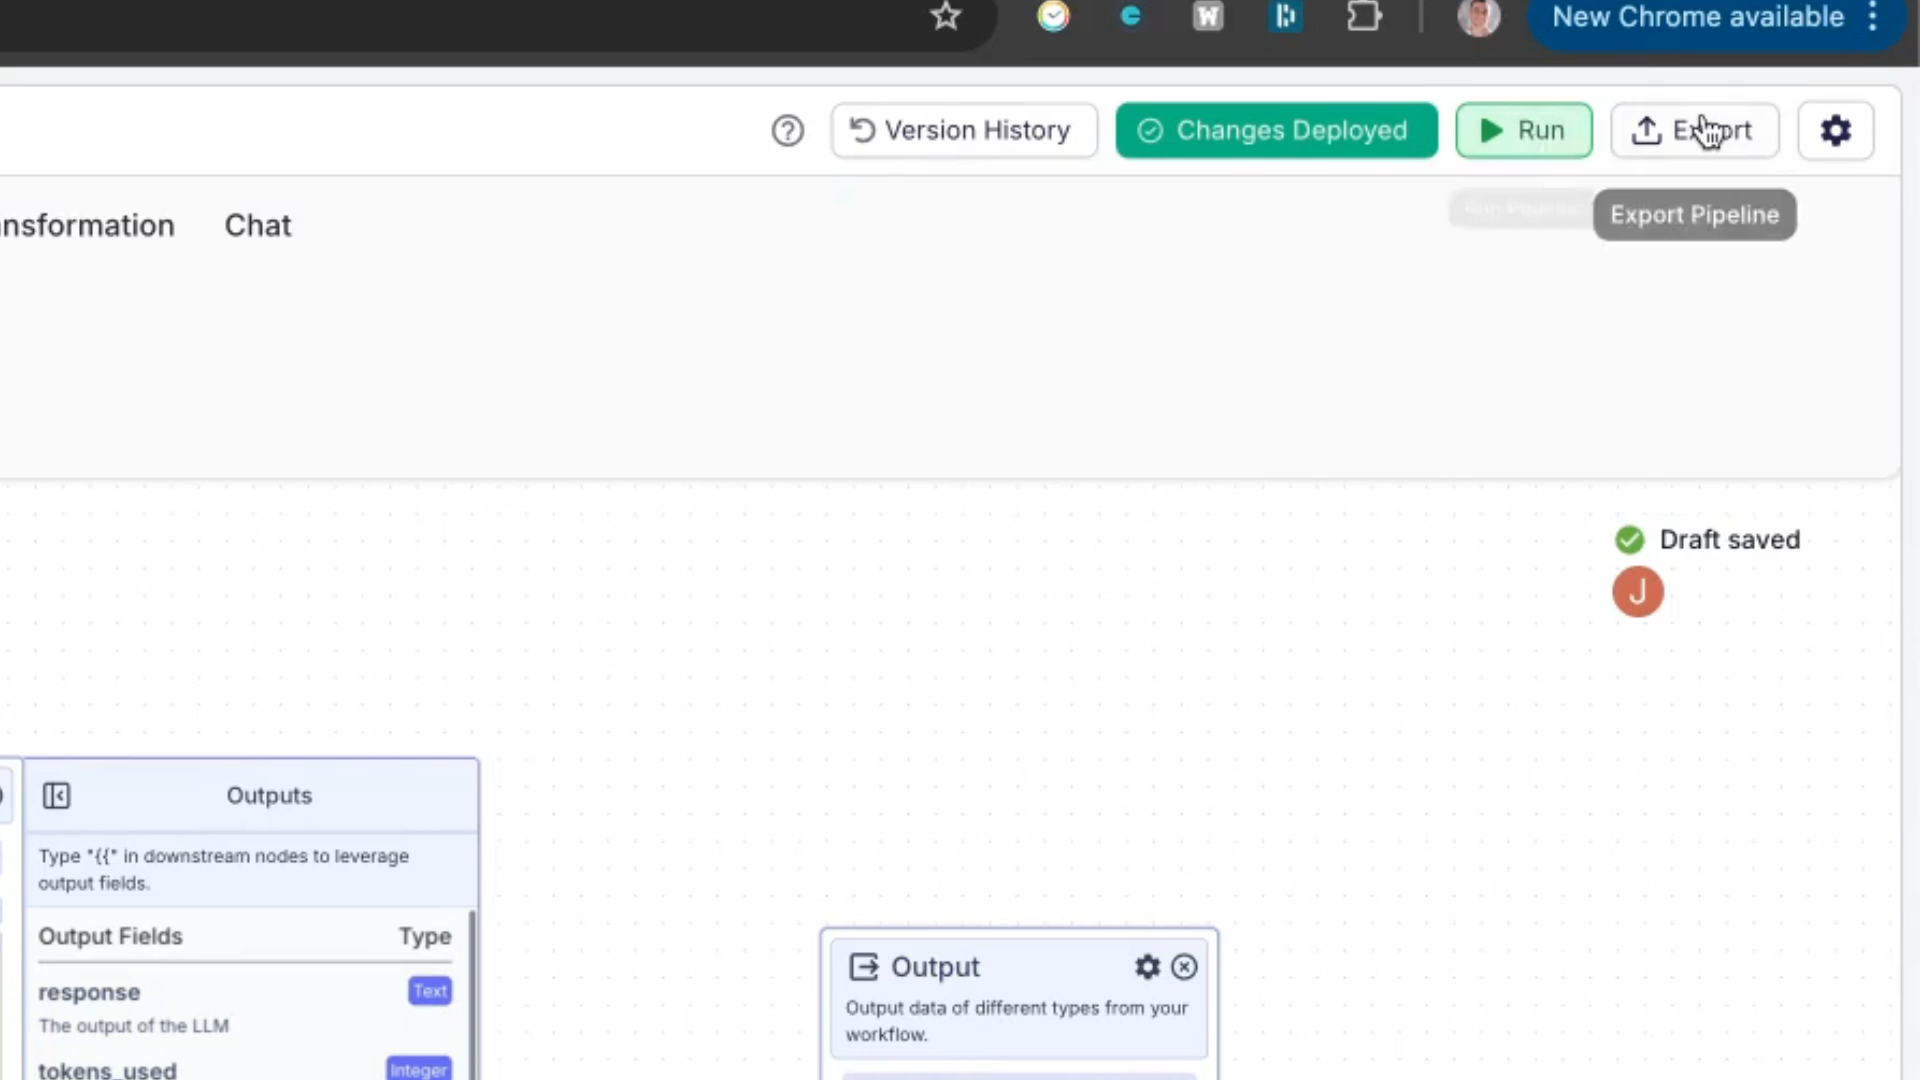 New Chrome available
Version History
Changes Deployed
Run
Export
Export Pipeline
nsformation
Chat
Draft saved
J
Outputs
Type "{{" in downstream nodes to leverage
output fields.
Output Fields
Type
response
Text
The output of the LLM
tokens_used
Integer
Output
Output data of different types from your
workflow.